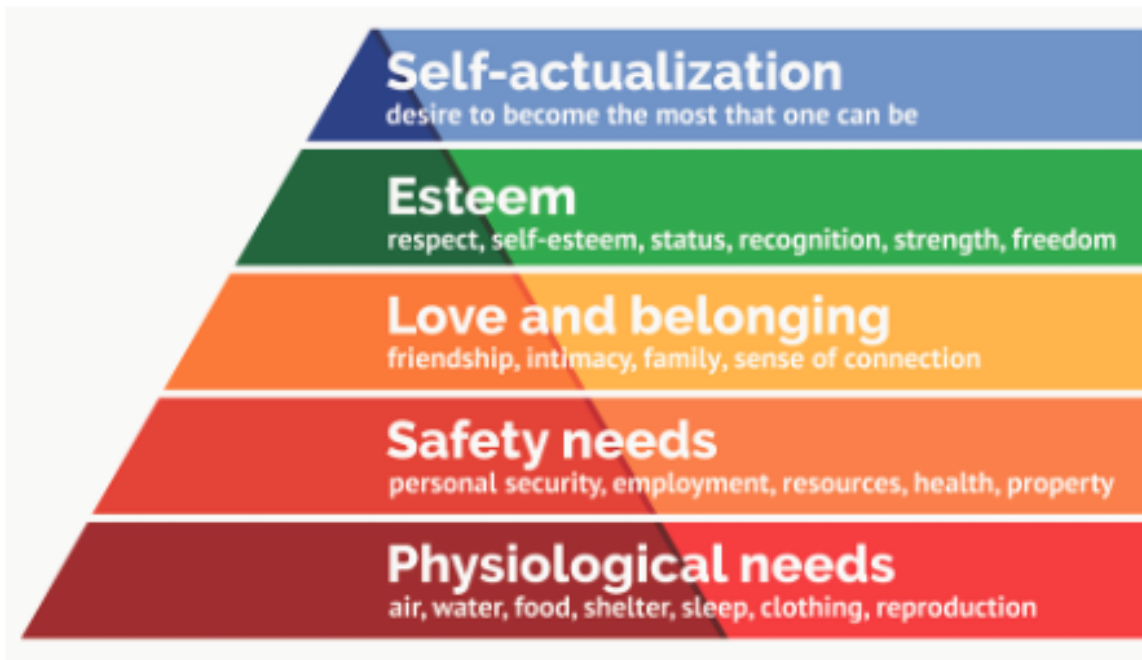 Self-actualization
desire to become the most that one can be
Esteem
respect, self-esteem, status, recognition, strength, freedom
Love and belonging
friendship, intimacy, family, sense of connection
Safety needs
personal security, employment, resources, health, property
Physiological needs
air, water, food, shelter, sleep, clothing, reproduction